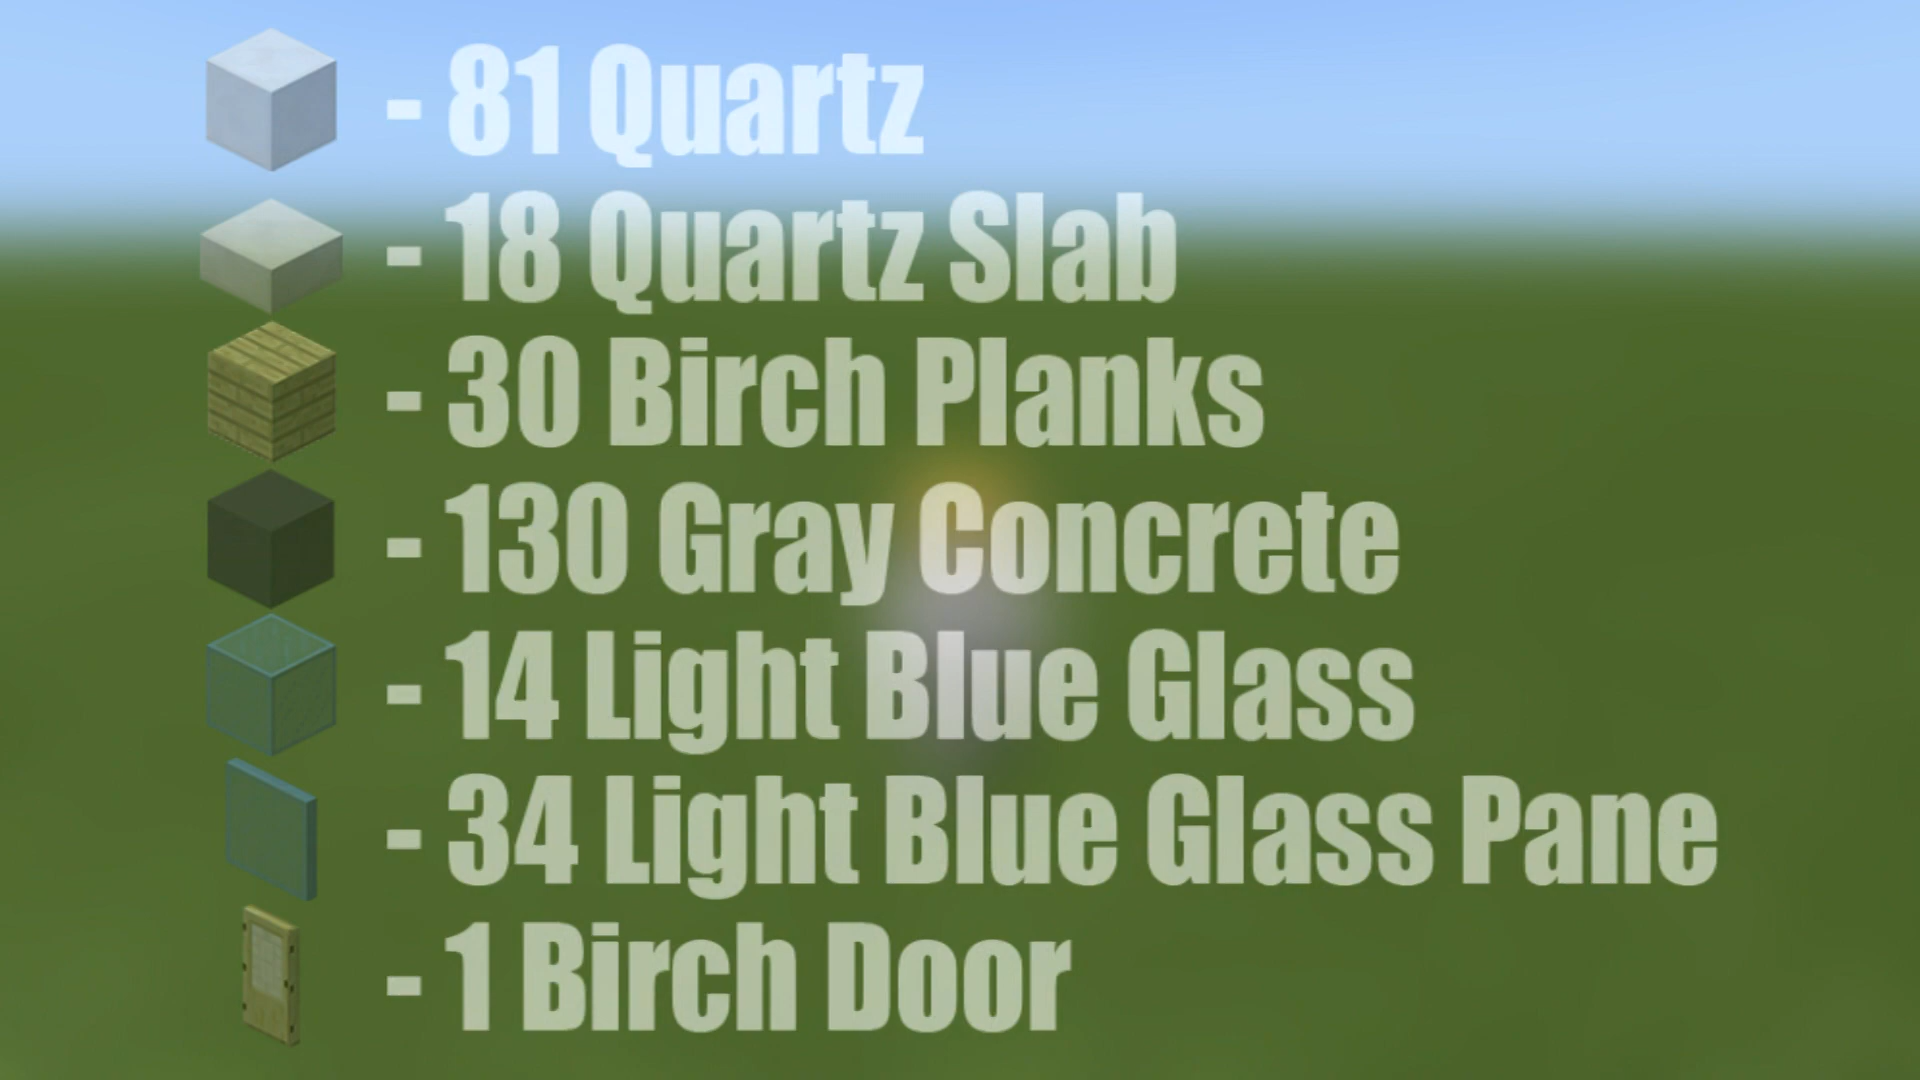 - 81 Quartz
- 18 Quartz Slab
- 30 Birch Planks
- 130 Gray Concrete
- 14 Light Blue Glass
- 34 Light Blue Glass Pane
- 1 Birch Door